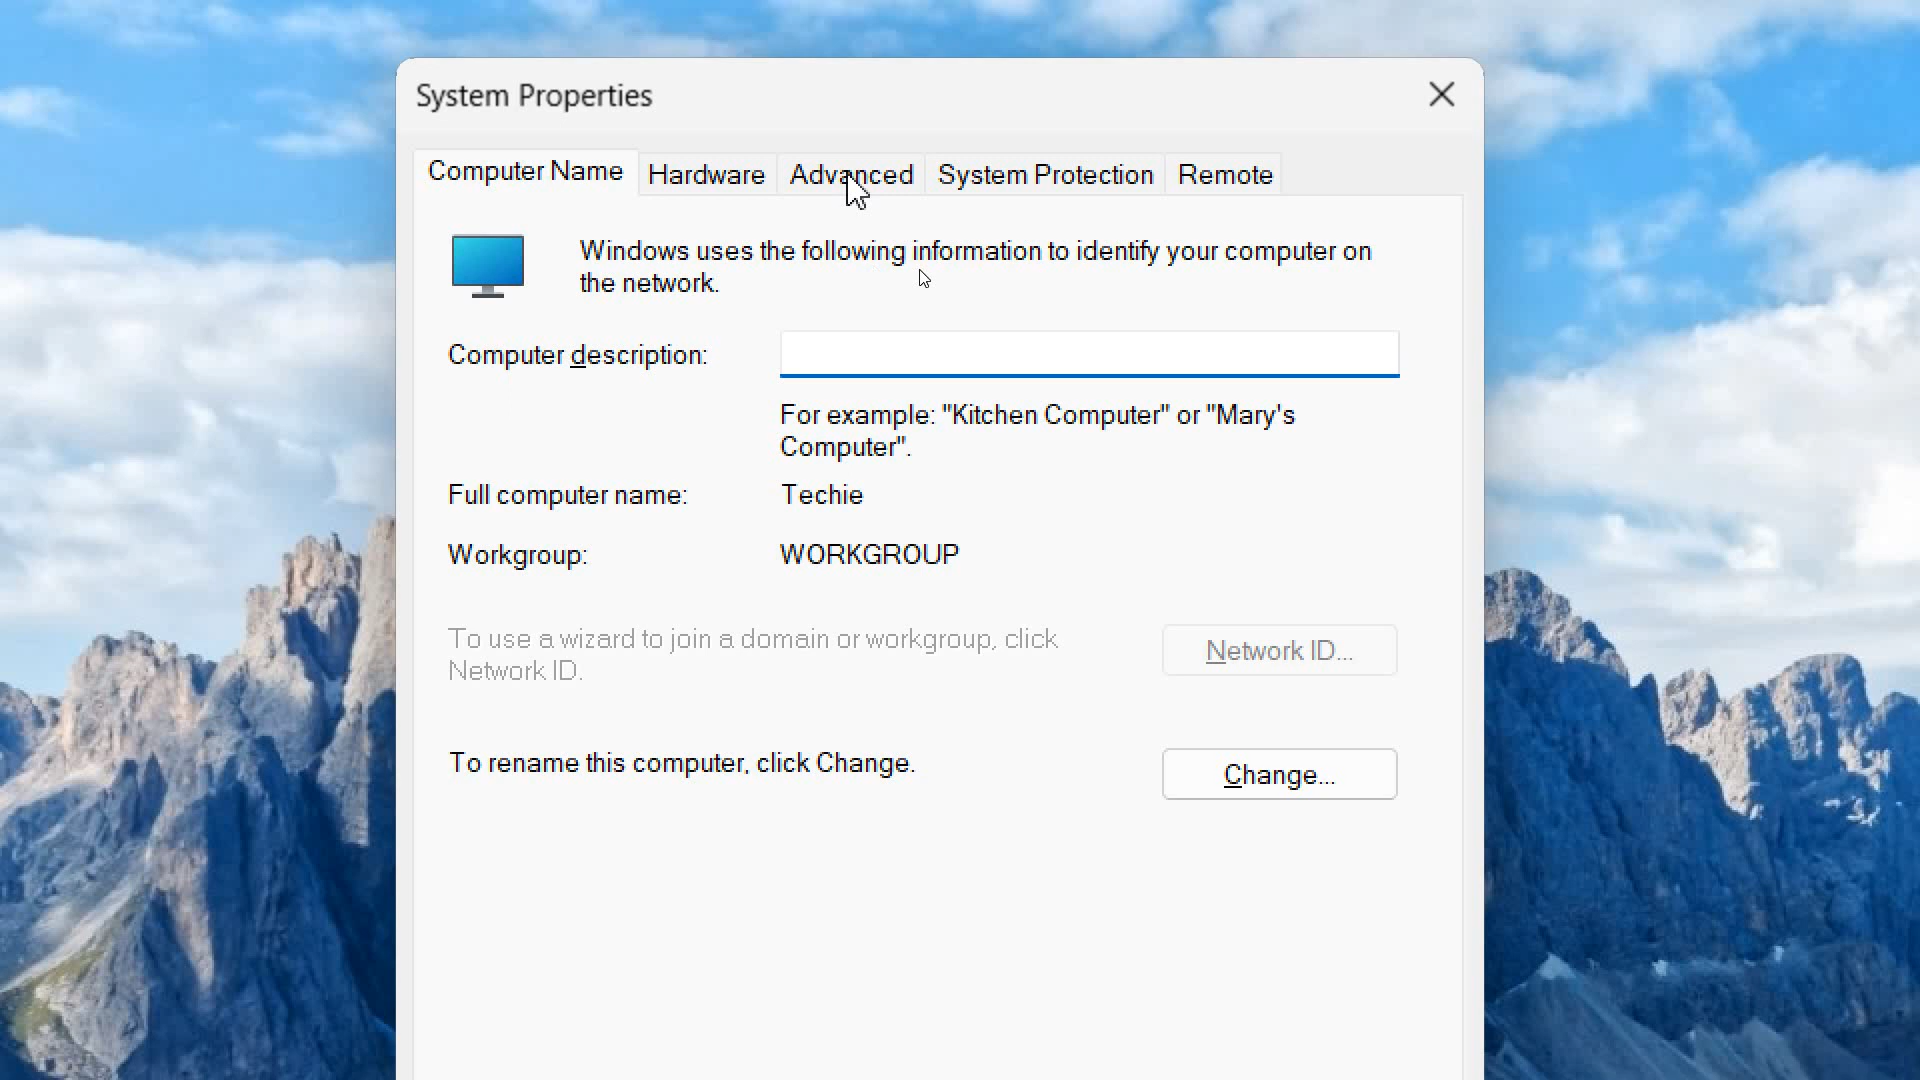 System Properties
Computer Name Hardware Advanced System Protection Remote
Windows uses the following information to identify your computer on
the network.
Computer description:
For example: "Kitchen Computer" or "Mary's
Computer".
Full computer name: Techie
Workgroup: WORKGROUP
To use a wizard to join a domain or workgroup, click
Network ID.
Network ID...
To rename this computer, click Change.
Change...